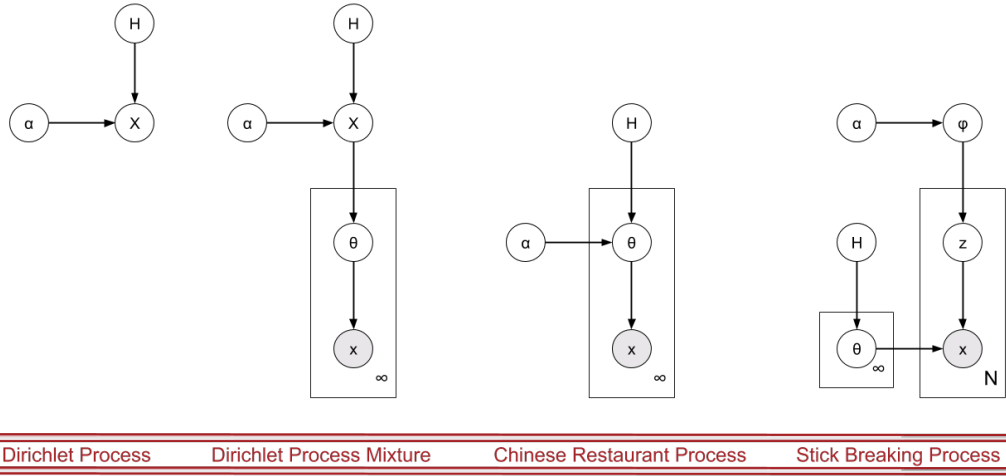 H
α
X
H
α
X
θ
x
∞
H
α
θ
x
∞
α
φ
H
z
θ
∞
x
N
Dirichlet Process
Dirichlet Process Mixture
Chinese Restaurant Process
Stick Breaking Process